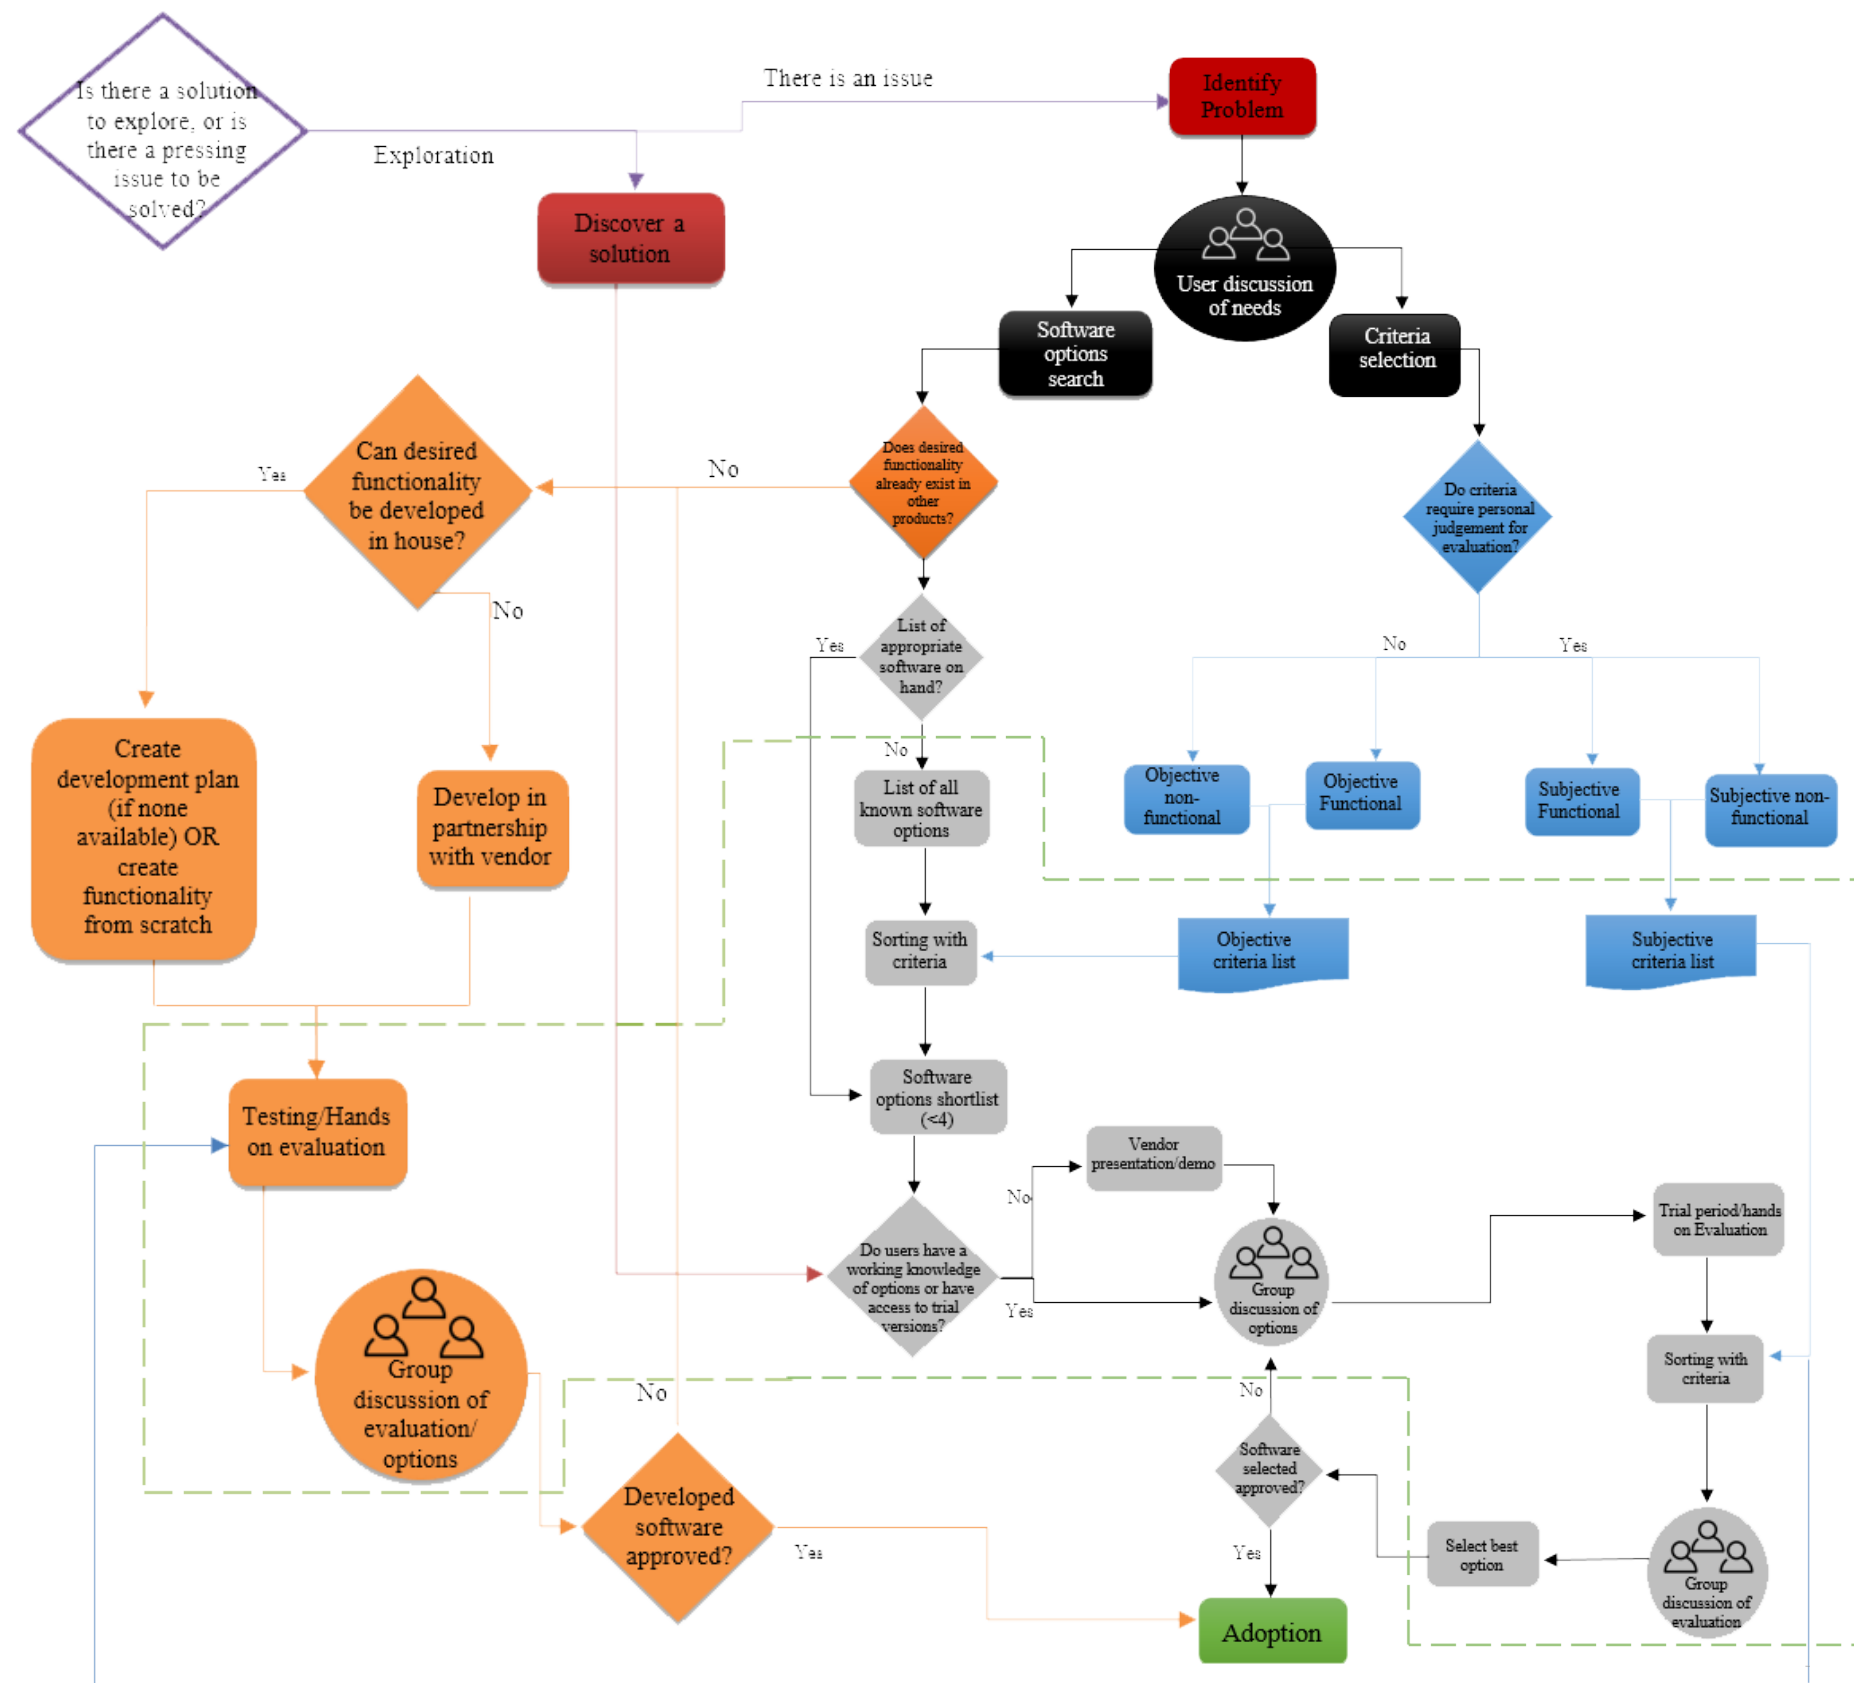 Is there a solution
to explore, or is
there a pressing
issue to be
solved?
There is an issue
Exploration
Identify
Problem
Discover a
solution
User discussion
of needs
Software
options
search
Criteria
selection
Can desired
functionality
be developed
in house?
Yes
No
No
Does desired
functionality
already exist in
other
products?
Do criteria
require personal
judgement for
evaluation?
List of
appropriate
software on
hand?
Yes
No
No
Yes
Create
development plan
(if none
available) OR
create
functionality
from scratch
Develop in
partnership
with vendor
List of all
known software
options
Objective
non-
functional
Objective
Functional
Subjective
Functional
Subjective non-
functional
Sorting with
criteria
Objective
criteria list
Subjective
criteria list
Software
options shortlist
(<4)
Testing/Hands
on evaluation
Vendor
presentation/demo
No
Yes
Do users have a
working knowledge
of options or have
access to trial
versions?
Group
discussion of
options
Trial period/hands
on Evaluation
Sorting with
criteria
Group
discussion of
evaluation/
options
No
No
Software
selected
approved?
Developed
software
approved?
Yes
Yes
Select best
option
Group
discussion of
evaluation
Adoption